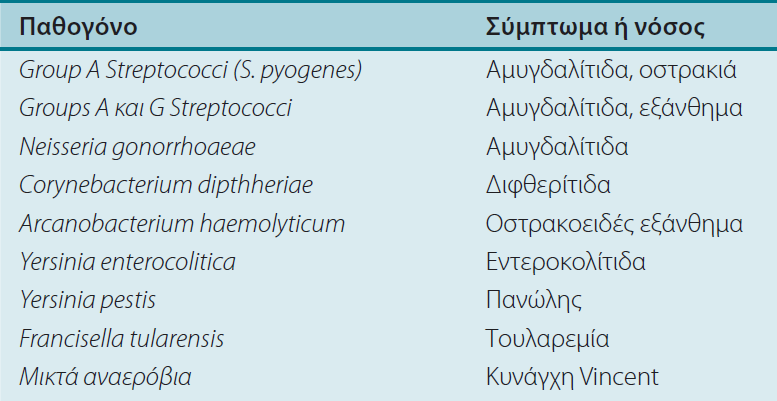 Παθογόνο Σύμπτωμα ή νόσος
Group A Streptococci (S. pyogenes) Αμυγδαλίτιδα, οστρακιά
Groups A και G Streptococci Αμυγδαλίτιδα, εξάνθημα
Neisseria gonorrhoaeae Αμυγδαλίτιδα
Corynebacterium dipthheriae Διφθερίτιδα
Arcanobacterium haemolyticum Οστρακοειδές εξάνθημα
Yersinia enterocolitica Εντεροκολίτιδα
Yersinia pestis Πανώλης
Francisella tularensis Τουλαρεμία
Μικτά αναερόβια Κυνάγχη Vincent